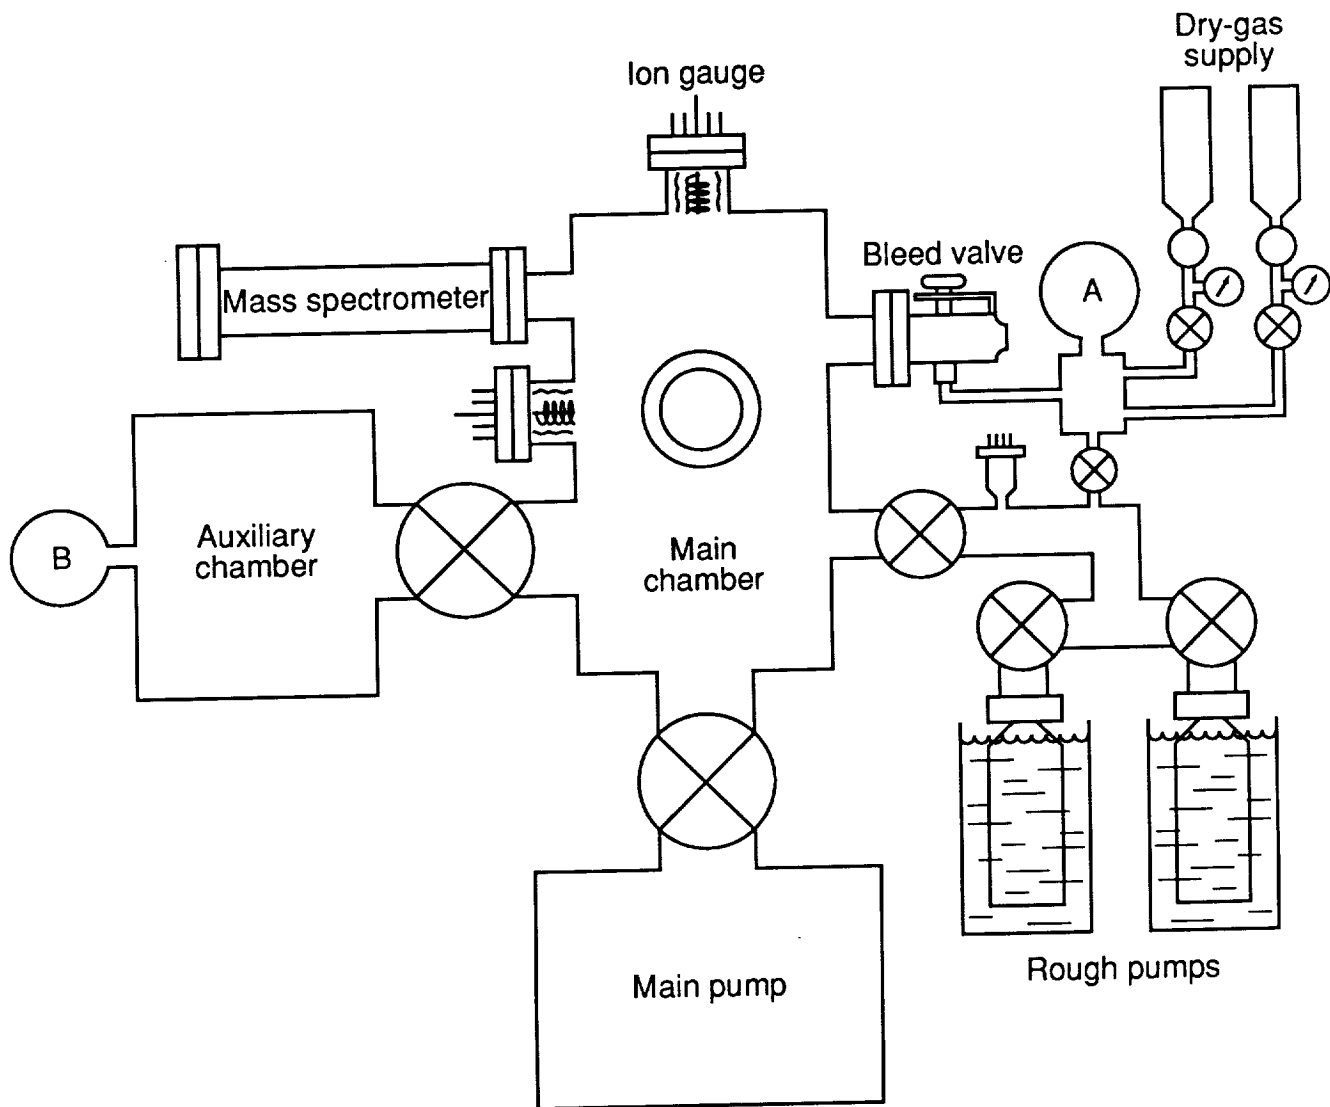 Dry-gas
supply
Ion gauge
Bleed valve
A
Mass spectrometer
B
Auxiliary
chamber
Main
chamber
Main pump
Rough pumps